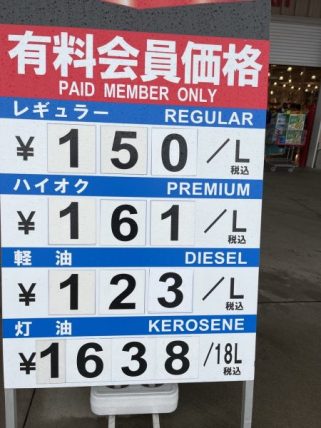 有料会員価格
PAID MEMBER ONLY
レギュラー REGULAR
¥150/L 税込
ハイオク PREMIUM
¥161/L 税込
軽油 DIESEL
¥123/L 税込
灯油 KEROSENE
¥1638/18L 税込